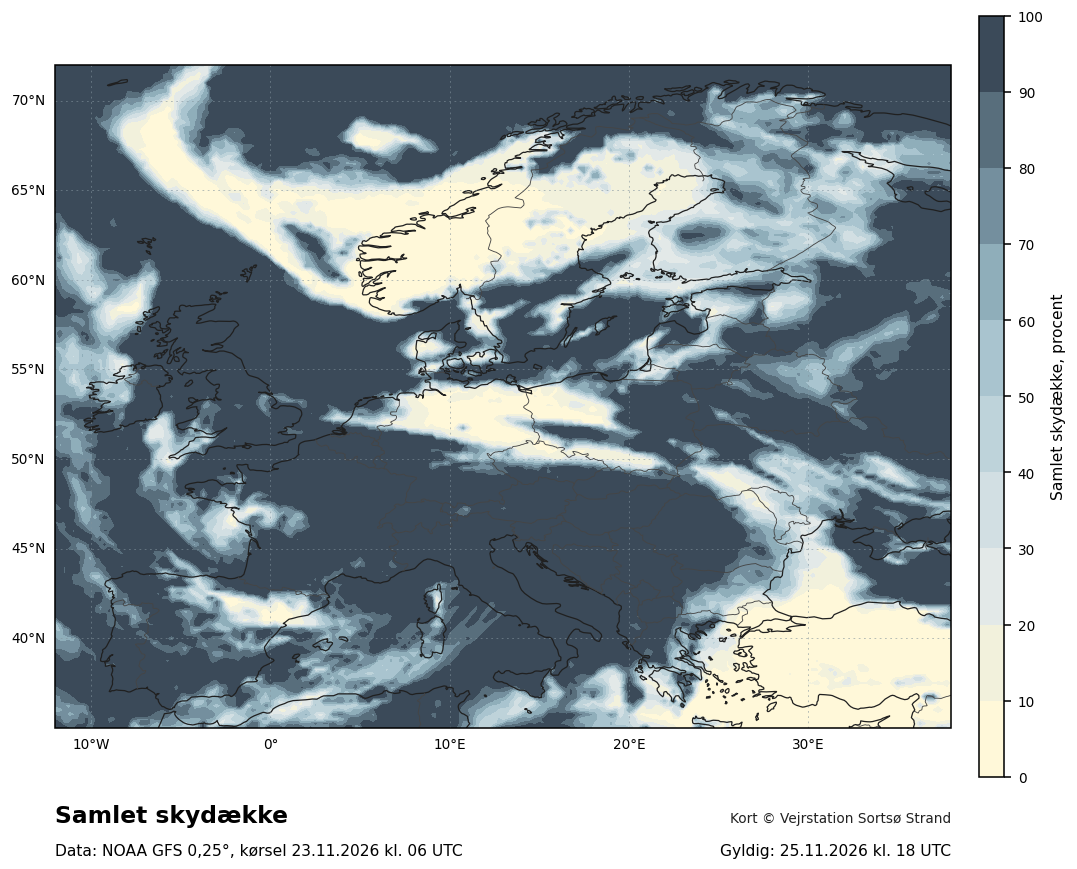 100
90
80
70
60
50
40
30
20
10
0
Samlet skydække, procent
70°N
65°N
60°N
55°N
50°N
45°N
40°N
10°W
0°
10°E
20°E
30°E
Samlet skydække
Kort © Vejrstation Sortsø Strand
Data: NOAA GFS 0,25°, kørsel 23.11.2026 kl. 06 UTC
Gyldig: 25.11.2026 kl. 18 UTC